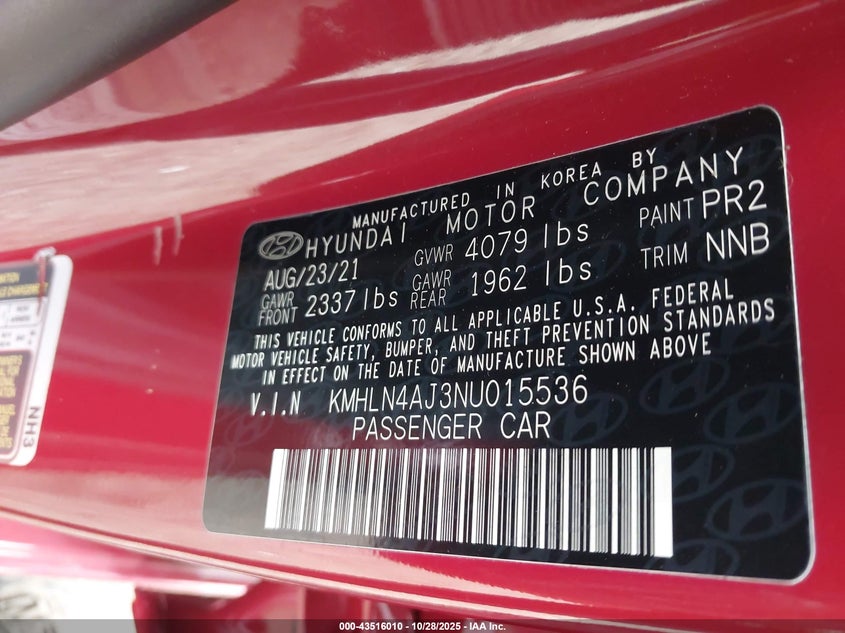 MANUFACTURED IN KOREA BY
HYUNDAI MOTOR COMPANY
AUG/23/21 GVWR 4079 lbs PAINT PR2
GAWR FRONT 2337 lbs GAWR REAR 1962 lbs TRIM NNB
THIS VEHICLE CONFORMS TO ALL APPLICABLE U.S.A. FEDERAL
MOTOR VEHICLE SAFETY, BUMPER, AND THEFT PREVENTION STANDARDS
IN EFFECT ON THE DATE OF MANUFACTURE SHOWN ABOVE
V.I.N KMHLN4AJ3NU015536
PASSENGER CAR
NH3
000-43516010 - 10/28/2025 - IAA Inc.